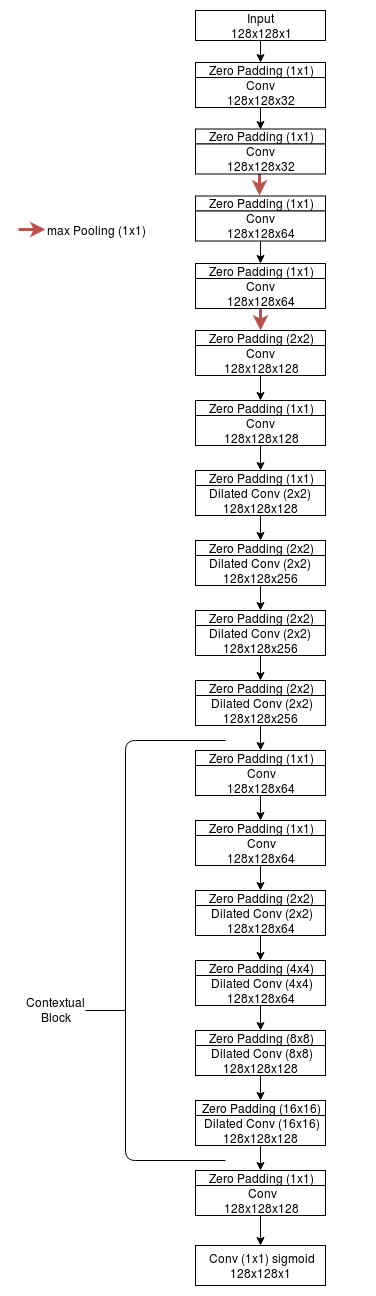 Input
128x128x1
Zero Padding (1x1)
Conv
128x128x32
Zero Padding (1x1)
Conv
128x128x32
max Pooling (1x1)
Zero Padding (1x1)
Conv
128x128x64
Zero Padding (1x1)
Conv
128x128x64
Zero Padding (2x2)
Conv
128x128x128
Zero Padding (1x1)
Conv
128x128x128
Zero Padding (1x1)
Dilated Conv (2x2)
128x128x128
Zero Padding (2x2)
Dilated Conv (2x2)
128x128x256
Zero Padding (2x2)
Dilated Conv (2x2)
128x128x256
Zero Padding (2x2)
Dilated Conv (2x2)
128x128x256
Zero Padding (1x1)
Conv
128x128x64
Zero Padding (1x1)
Conv
128x128x64
Zero Padding (2x2)
Dilated Conv (2x2)
128x128x64
Zero Padding (4x4)
Dilated Conv (4x4)
128x128x64
Contextual
Block
Zero Padding (8x8)
Dilated Conv (8x8)
128x128x128
Zero Padding (16x16)
Dilated Conv (16x16)
128x128x128
Zero Padding (1x1)
Conv
128x128x128
Conv (1x1) sigmoid
128x128x1